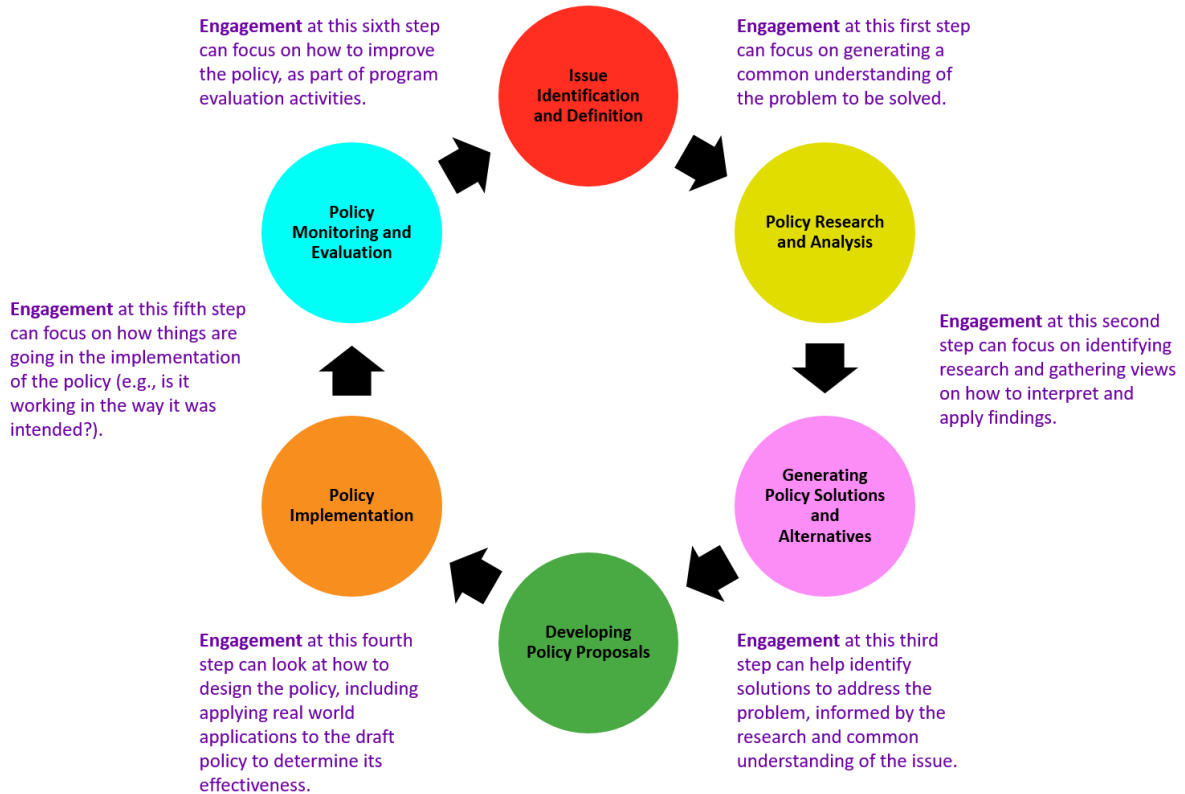 Issue
Identification
and Definition
Engagement at this first step
can focus on generating a
common understanding of
the problem to be solved.
Policy Research
and Analysis
Engagement at this second
step can focus on identifying
research and gathering views
on how to interpret and
apply findings.
Generating
Policy Solutions
and
Alternatives
Engagement at this third
step can help identify
solutions to address the
problem, informed by the
research and common
understanding of the issue.
Developing
Policy Proposals
Engagement at this fourth
step can look at how to
design the policy, including
applying real world
applications to the draft
policy to determine its
effectiveness.
Policy
Implementation
Engagement at this fifth step
can focus on how things are
going in the implementation
of the policy (e.g., is it
working in the way it was
intended?).
Policy
Monitoring and
Evaluation
Engagement at this sixth step
can focus on how to improve
the policy, as part of program
evaluation activities.